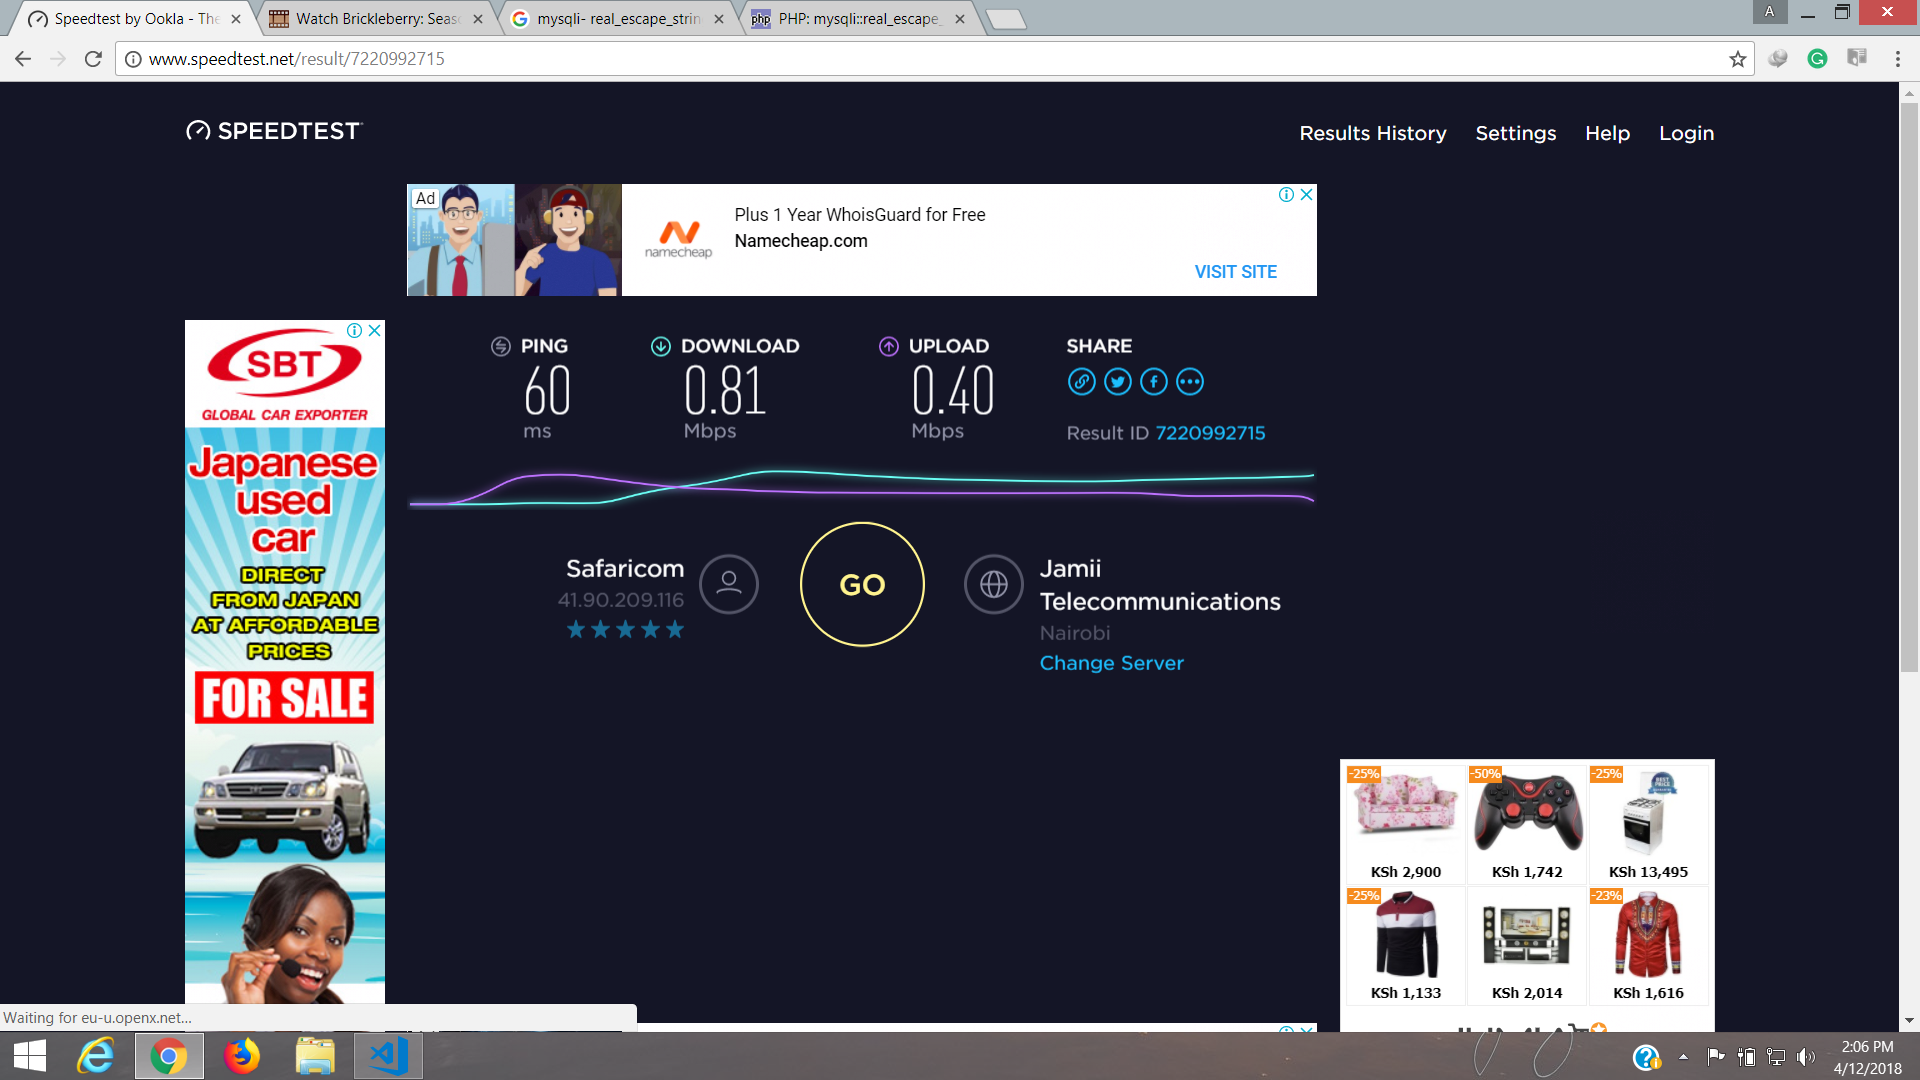 Speedtest by Ookla - The
Watch Brickleberry: Seas
mysqli- real_escape_strin
php PHP: mysqli::real_escape_
A
www.speedtest.net/result/7220992715
SPEEDTEST
Results History Settings Help Login
Ad
namecheap
Plus 1 Year WhoisGuard for Free
Namecheap.com
VISIT SITE
SBT
GLOBAL CAR EXPORTER
Japanese
used
car
DIRECT
FROM JAPAN
AT AFFORDABLE
PRICES
FOR SALE
PING
60
ms
DOWNLOAD
0.81
Mbps
UPLOAD
0.40
Mbps
SHARE
Result ID 7220992715
Safaricom
41.90.209.116
GO
Jamii
Telecommunications
Nairobi
Change Server
-25% -50% -25%
BEST PRICE
KSh 2,900 KSh 1,742 KSh 13,495
-25% -23%
KSh 1,133 KSh 2,014 KSh 1,616
Waiting for eu-u.openx.net...
2:06 PM
4/12/2018